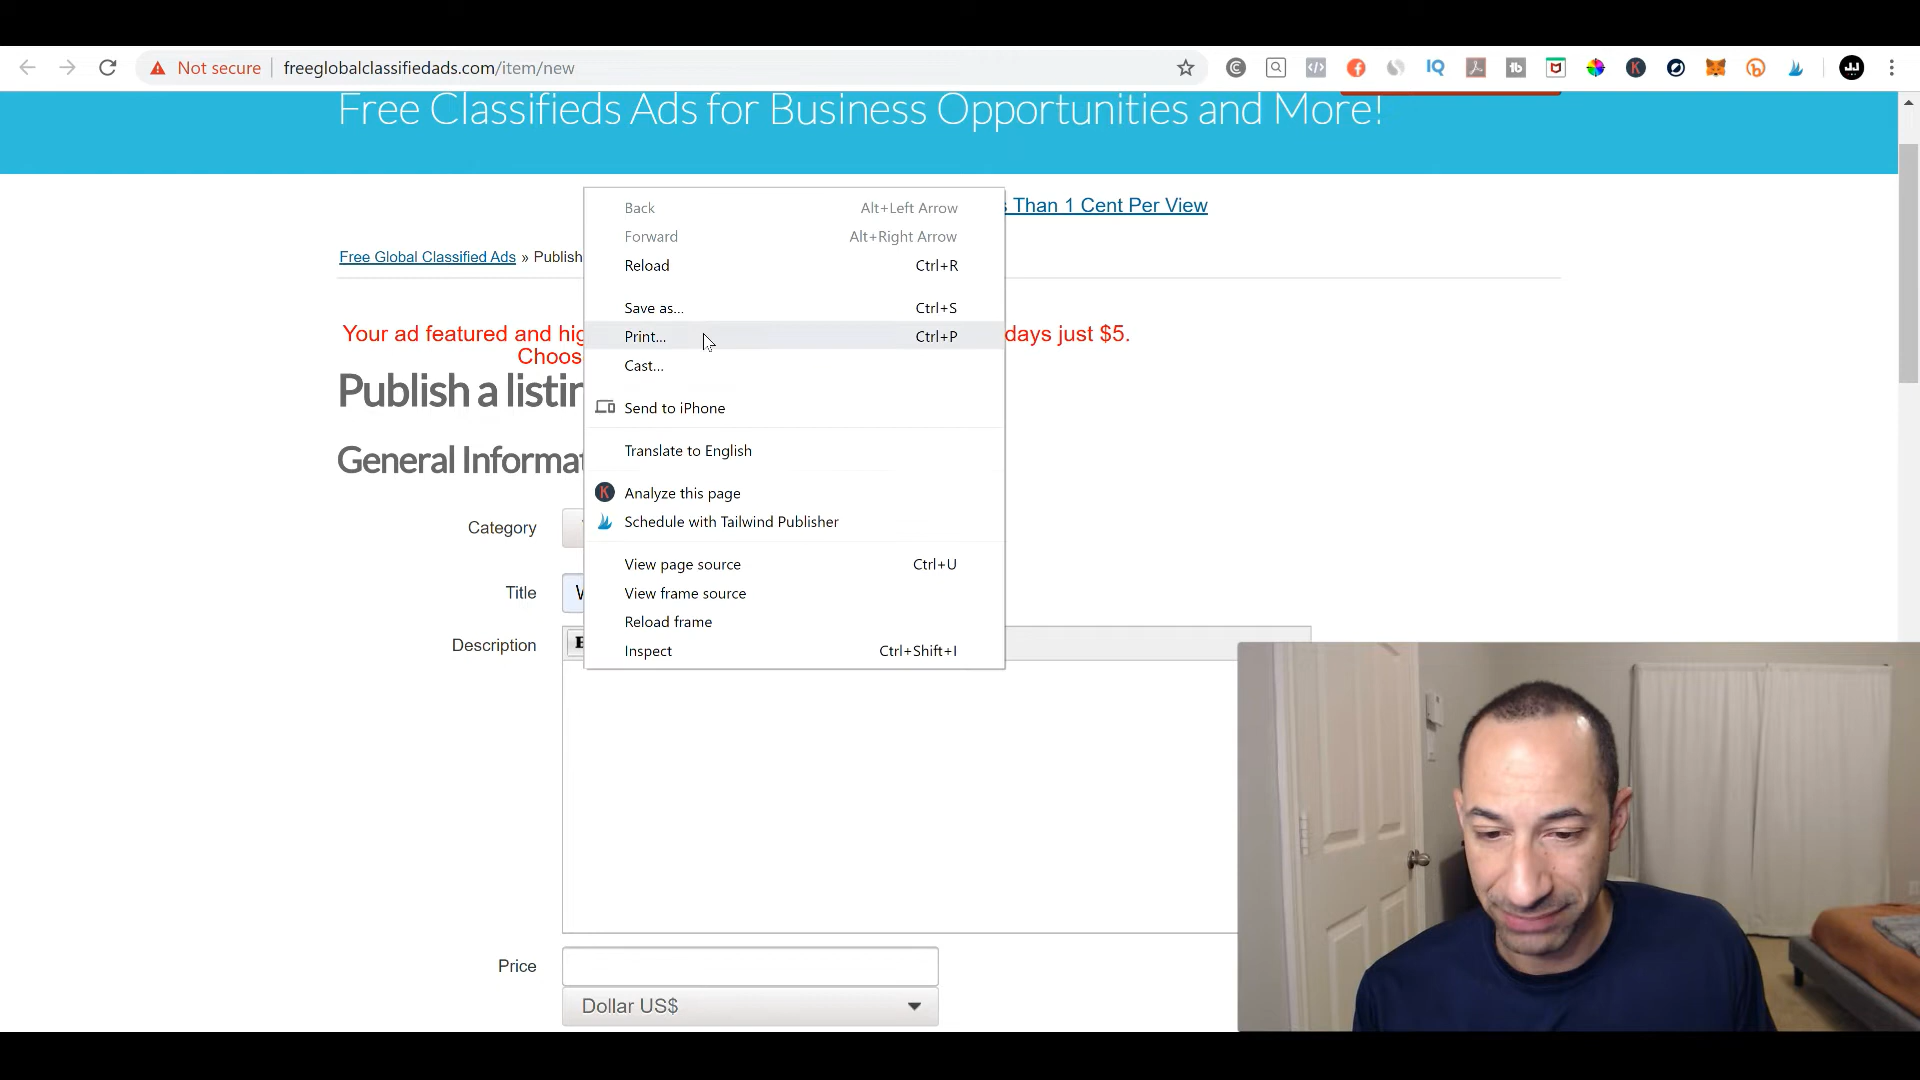 Not secure | freeglobalclassifiedads.com/item/new
IQ
JJ
Free Classifieds Ads for Business Opportunities and More!
Than 1 Cent Per View
Free Global Classified Ads » Publish
Your ad featured and hig
days just $5.
Choos
Publish a listin
General Informat
Category
Title
Description
Price
Dollar US$
Back Alt+Left Arrow
Forward Alt+Right Arrow
Reload Ctrl+R
Save as... Ctrl+S
Print... Ctrl+P
Cast...
Send to iPhone
Translate to English
K Analyze this page
Schedule with Tailwind Publisher
View page source Ctrl+U
View frame source
Reload frame
Inspect Ctrl+Shift+I